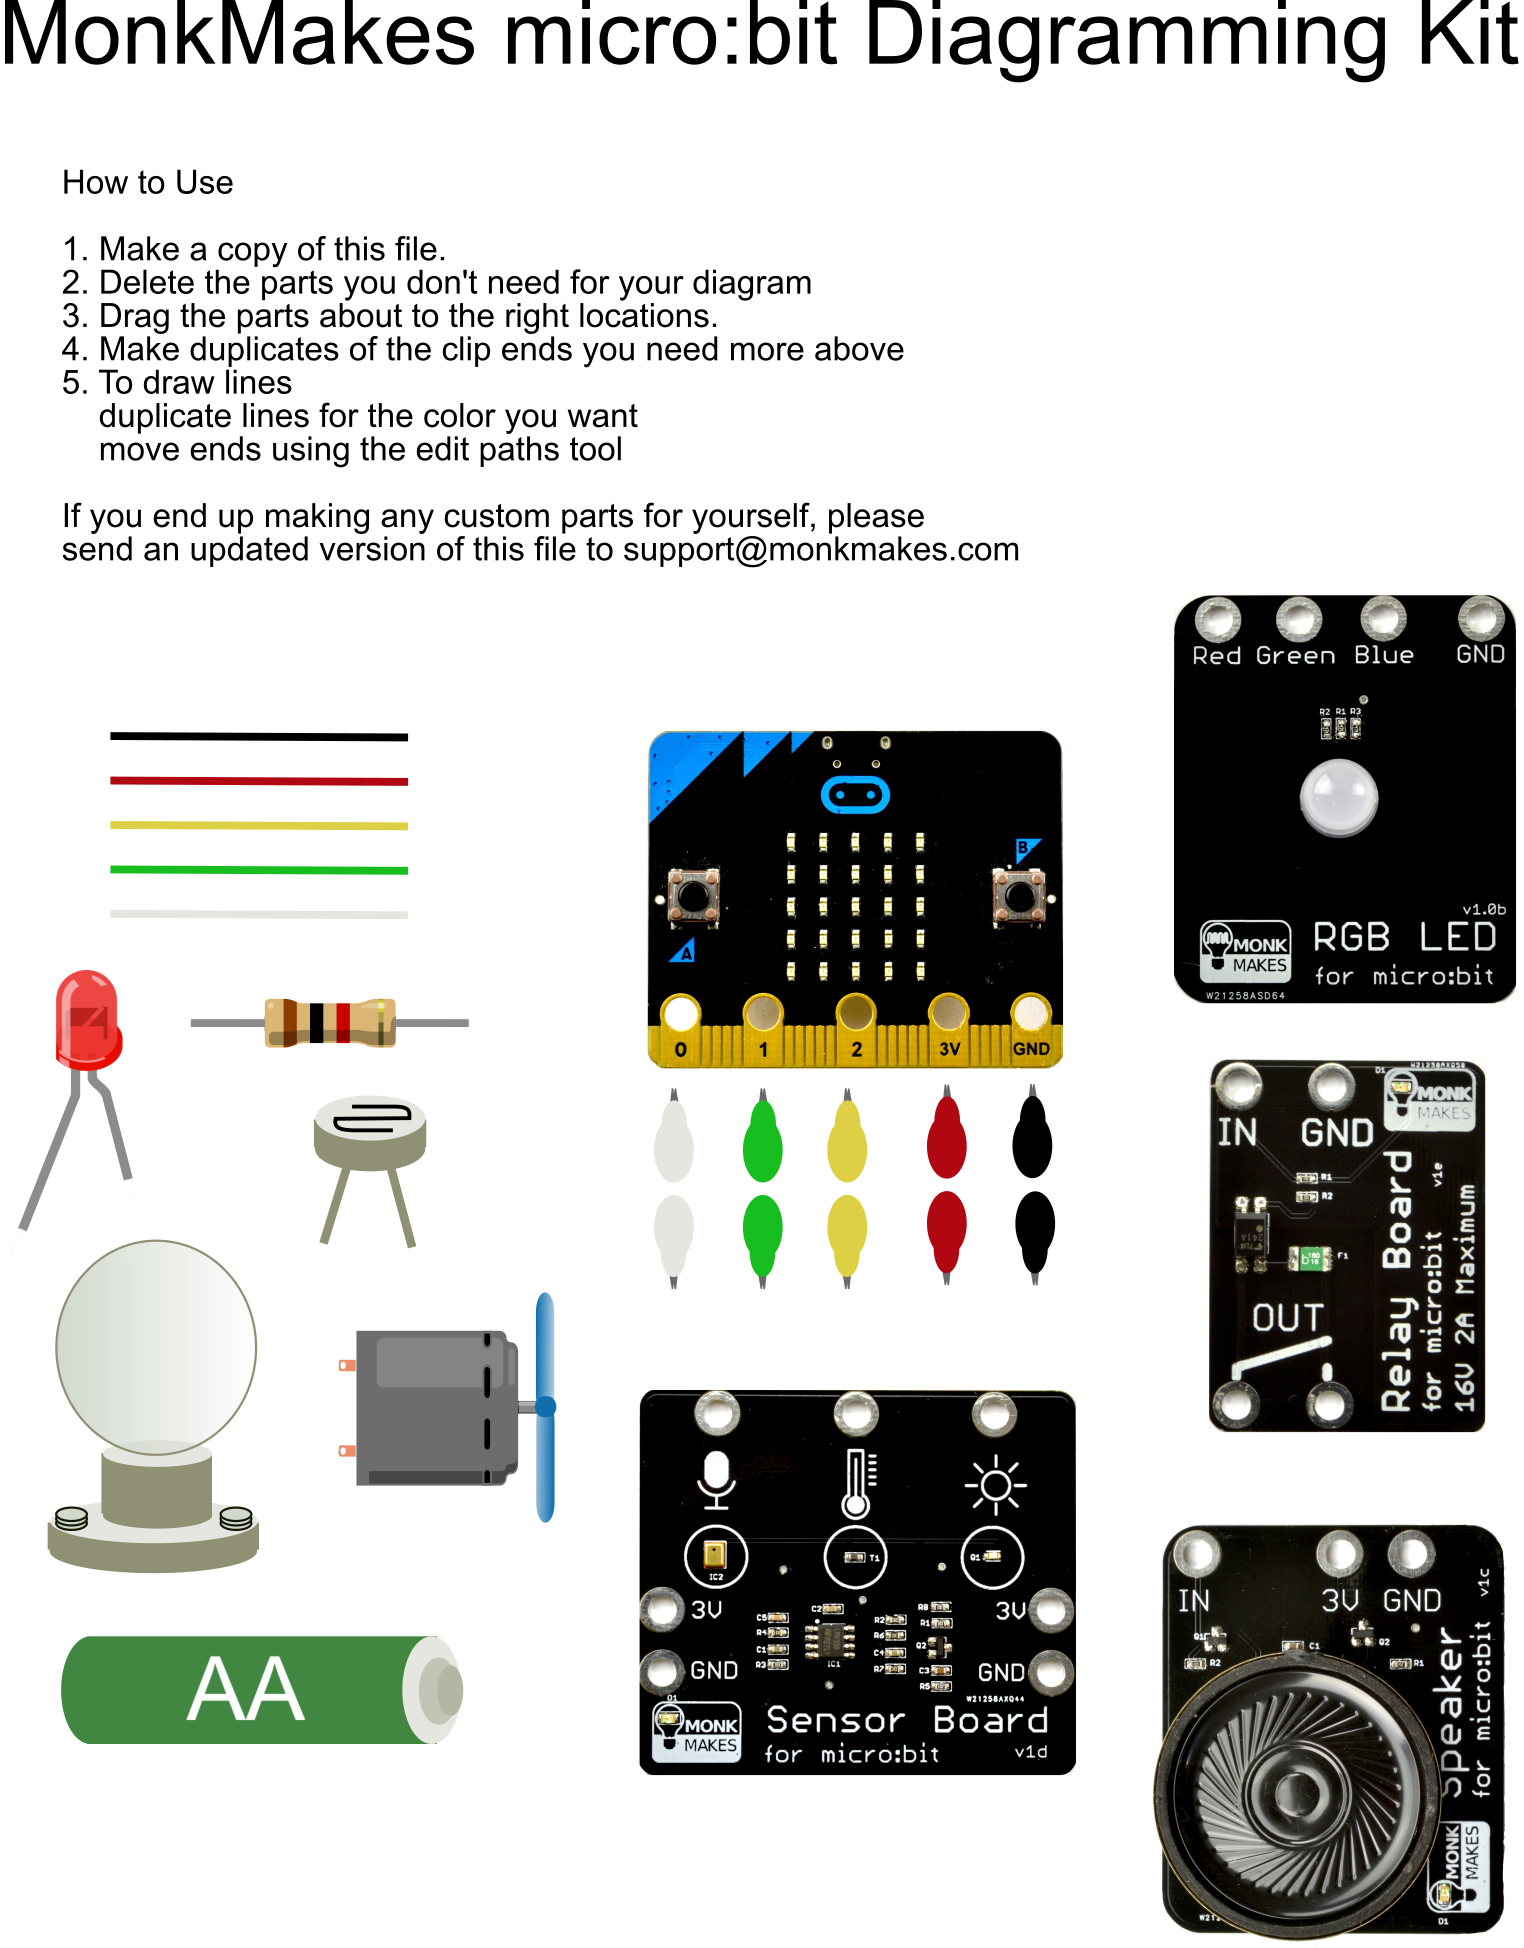 MonkMakes micro:bit Diagramming Kit
How to Use
1. Make a copy of this file.
2. Delete the parts you don't need for your diagram
3. Drag the parts about to the right locations.
4. Make duplicates of the clip ends you need more above
5. To draw lines
duplicate lines for the color you want
move ends using the edit paths tool
If you end up making any custom parts for yourself, please
send an updated version of this file to support@monkmakes.com
Red Green Blue GND
R2 R1 R3
v1.0b
MONK MAKES
RGB LED
for micro:bit
W21258ASD64
B
A
0 1 2 3V GND
D1
W21258AXQ50
MONK MAKES
IN GND
R1
R2
F1
OUT
Relay Board
v1e
for micro:bit
16V 2A Maximum
IC2
T1
Q1
3V
3V
GND
GND
C5
R4
C1
R3
C2
IC1
R2
R6
C4
R7
R8
R1
Q2
C3
R5
W21258AXQ44
D1
MONK MAKES
Sensor Board
for micro:bit v1d
AA
IN 3V GND
v1c
Q1
R2
C1
Q2
R1
Speaker
for micro:bit
MONK MAKES
D1